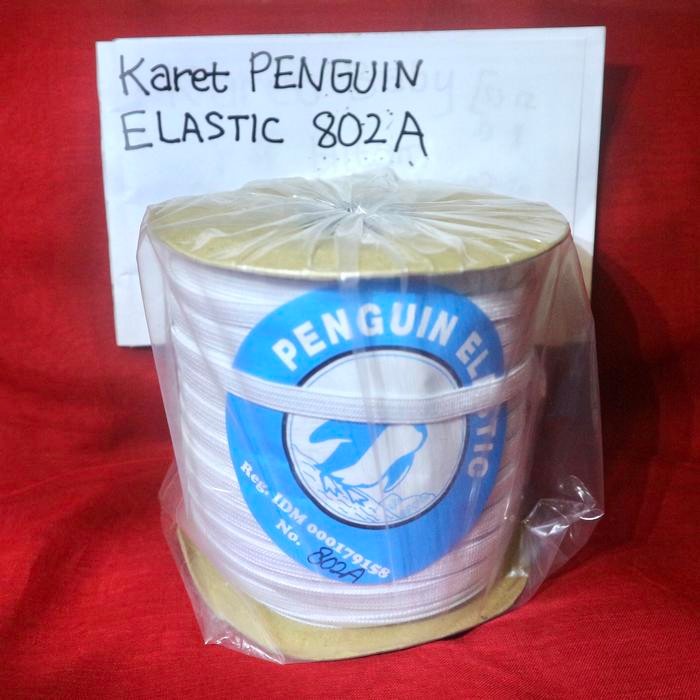 Karet PENGUIN
ELASTIC 802A
PENGUIN ELASTIC
Reg. IDM 000179158
No. 802A